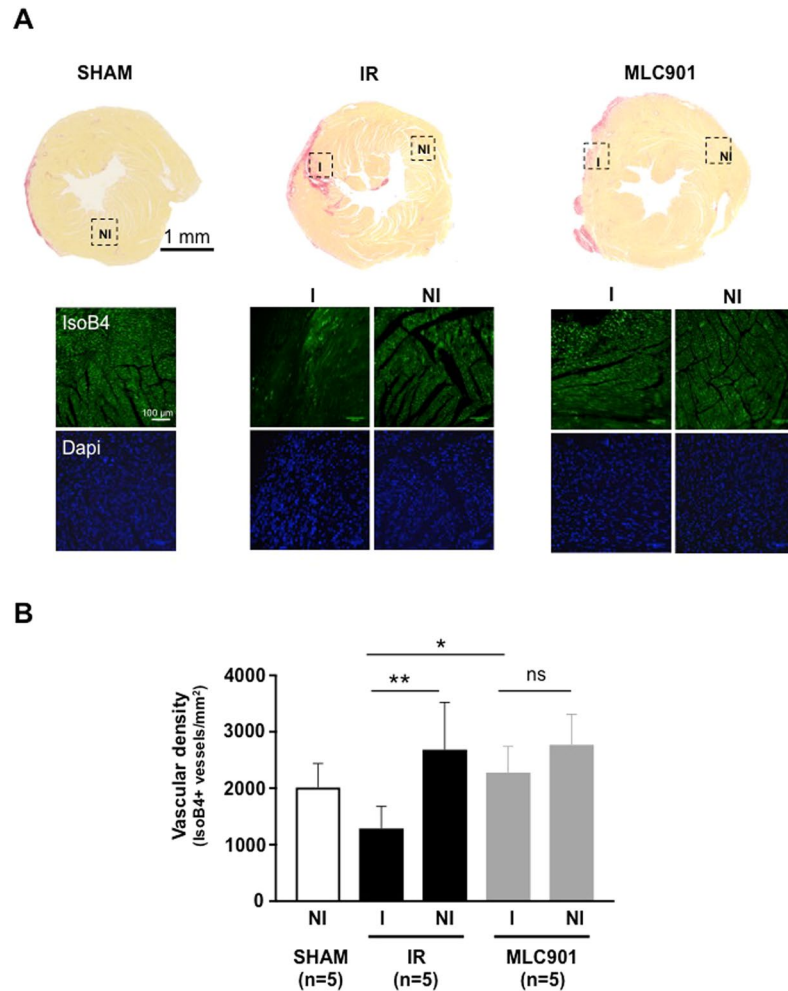 A
SHAM
IR
MLC901
NI
1 mm
I
NI
I
NI
I
NI
I
NI
IsoB4
100 µm
Dapi
B
*
**
ns
Vascular density
(IsoB4+ vessels/mm²)
4000
3000
2000
1000
0
NI
I
NI
I
NI
SHAM
(n=5)
IR
(n=5)
MLC901
(n=5)